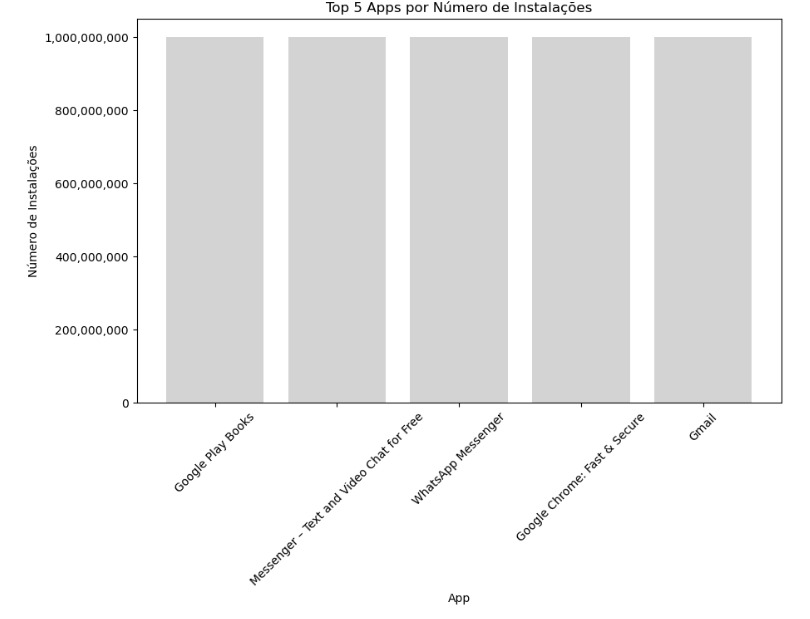 Top 5 Apps por Número de Instalações
1,000,000,000
800,000,000
600,000,000
400,000,000
200,000,000
0
Número de Instalações
Google Play Books
Messenger – Text and Video Chat for Free
WhatsApp Messenger
Google Chrome: Fast & Secure
Gmail
App